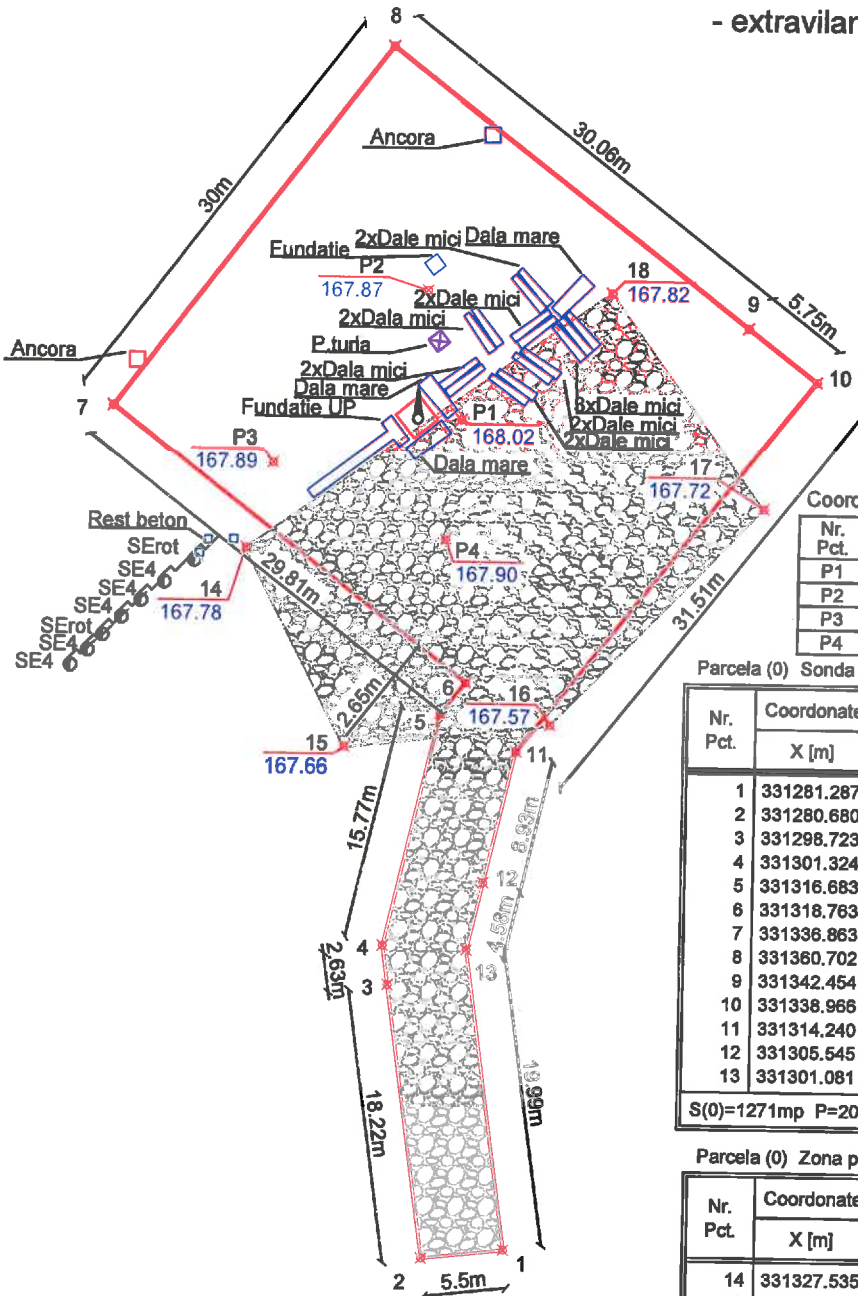 - extravilan
8
Ancora
30.06m
30m
2xDale mici
Dala mare
Fundatie
P2
167.87
18
167.82
2xDale mici
2xDala mici
9
5.75m
Ancora
P.turla
10
2xDala mici
7
Dala mare
Fundatie UP
3xDale mici
P1
168.02
2xDale mici
2xDale mici
P3
167.89
Dala mare
17
167.72
Rest beton
SErot
SE4
SE4
SE4
SErot
SE4
SE4
P4
167.90
14
167.78
29.81m
31.51m
2.65m
6
16
167.57
5
15
167.66
11
15.77m
8.93m
12
4.58m
4
2.63m
13
3
19.99m
18.22m
2
1
5.5m
Coord
Nr. Pct.
P1
P2
P3
P4
Parcela (0) Sonda
Nr. Pct.
Coordonate
X [m]
1 331281.287
2 331280.680
3 331298.723
4 331301.324
5 331316.683
6 331318.763
7 331336.863
8 331360.702
9 331342.454
10 331338.966
11 331314.240
12 331305.545
13 331301.081
S(0)=1271mp P=20
Parcela (0) Zona p
Nr. Pct.
Coordonate
X [m]
14 331327.535